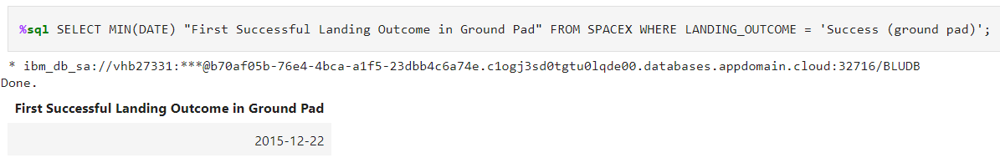 %sql SELECT MIN(DATE) "First Successful Landing Outcome in Ground Pad" FROM SPACEX WHERE LANDING_OUTCOME = 'Success (ground pad)';
* ibm_db_sa://vhb27331:***@b70af05b-76e4-4bca-a1f5-23dbb4c6a74e.c1ogj3sd0tgtu0lqde00.databases.appdomain.cloud:32716/BLUDB
Done.
First Successful Landing Outcome in Ground Pad
2015-12-22